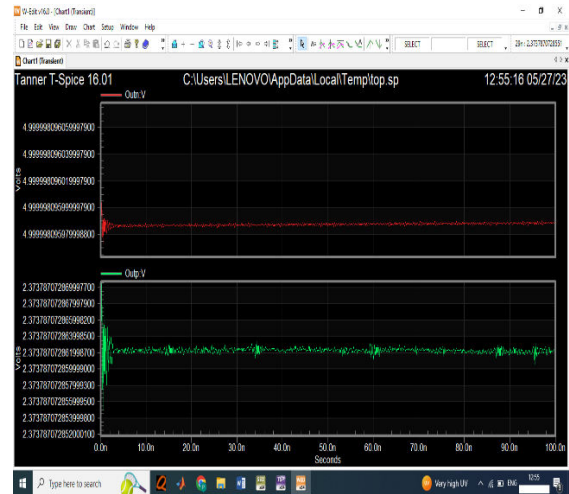 W-Edit v16.0 - [Chart1 (Transient)]
File Edit View Draw Chart Setup Window Help
SELECT SELECT
Chart1 (Transient)
Tanner T-Spice 16.01 C:\Users\LENOVO\AppData\Local\Temp\top.sp 12:55:16 05/27/23
Outn:V
4.999998096059997900
4.999998096039997900
4.999998096019997900
4.999998095999997900
4.999998095979998800
Volts
Outp:V
2.373787072869997700
2.373787072867997900
2.373787072865998200
2.373787072863998500
2.373787072861998700
2.373787072859999000
2.373787072857999300
2.373787072855999500
2.373787072853999800
2.373787072852000100
Volts
0.0n 10.0n 20.0n 30.0n 40.0n 50.0n 60.0n 70.0n 80.0n 90.0n 100.0n
Seconds
Type here to search
Very high UV
ENG
12:55